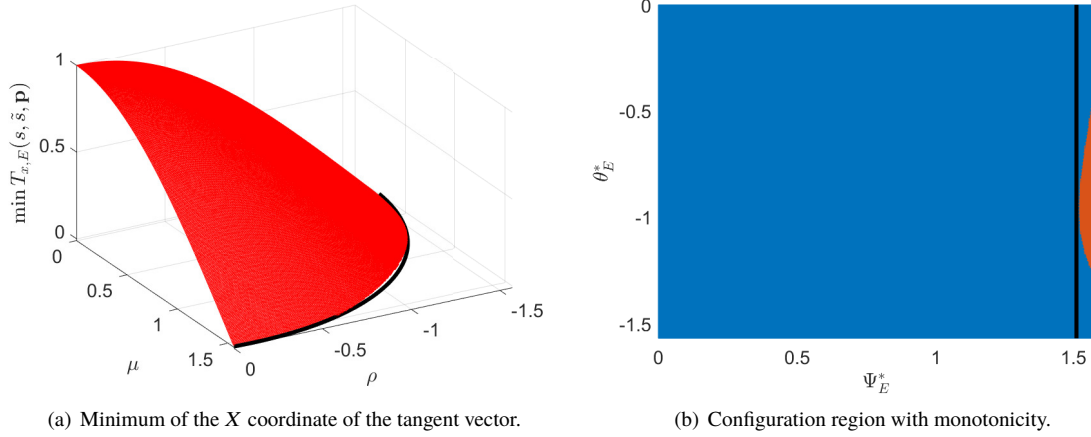 min T_{x,E}(s, s̃, p)
1
0.5
0
0
0.5
1
1.5
μ
0
-0.5
-1
-1.5
ρ
(a) Minimum of the X coordinate of the tangent vector.
0
-0.5
-1
-1.5
θ*_E
0 0.5 1 1.5
Ψ*_E
(b) Configuration region with monotonicity.